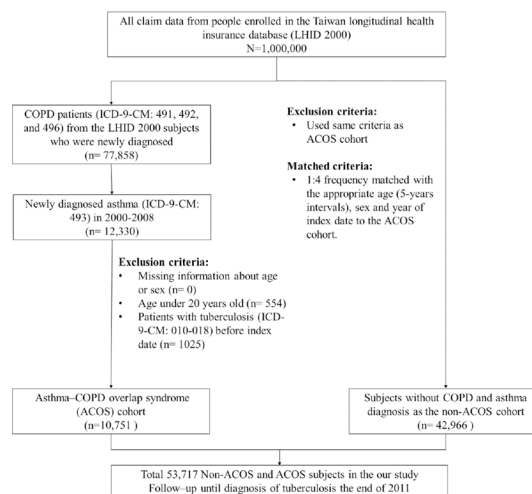 All claim data from people enrolled in the Taiwan longitudinal health
insurance database (LHID 2000)
N=1,000,000
COPD patients (ICD-9-CM: 491, 492,
and 496) from the LHID 2000 subjects
who were newly diagnosed
(n= 77,858)
Newly diagnosed asthma (ICD-9-CM:
493) in 2000-2008
(n= 12,330)
Exclusion criteria:
• Missing information about age
or sex (n= 0)
• Age under 20 years old (n= 554)
• Patients with tuberculosis (ICD-
9-CM: 010-018) before index
date (n= 1025)
Exclusion criteria:
• Used same criteria as
ACOS cohort
Matched criteria:
• 1:4 frequency matched with
the appropriate age (5-years
intervals), sex and year of
index date to the ACOS
cohort.
Asthma–COPD overlap syndrome
(ACOS) cohort
(n=10,751 )
Subjects without COPD and asthma
diagnosis as the non-ACOS cohort
(n= 42,966 )
Total 53,717 Non-ACOS and ACOS subjects in the our study
Follow–up until diagnosis of tuberculosis the end of 2011